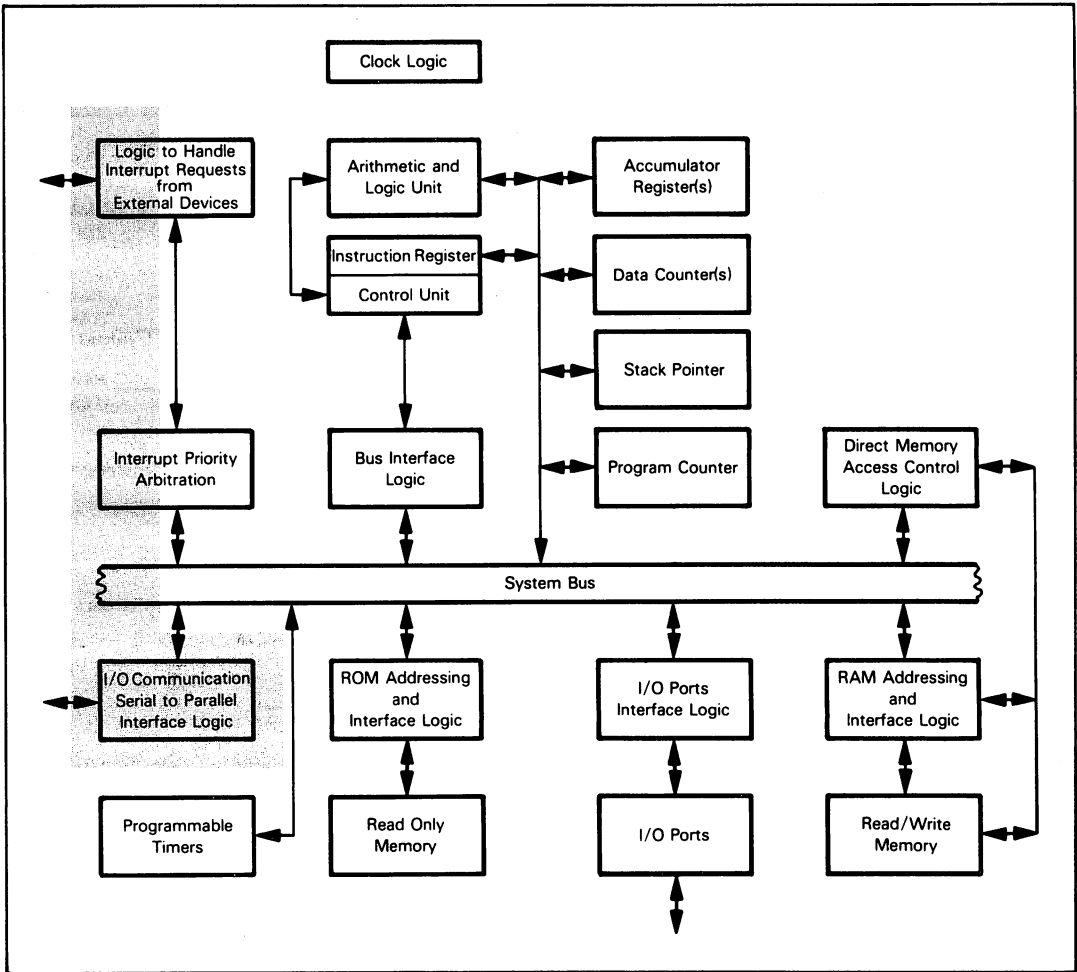 Clock Logic
Logic to Handle
Interrupt Requests
from
External Devices
Arithmetic and
Logic Unit
Accumulator
Register(s)
Instruction Register
Control Unit
Data Counter(s)
Stack Pointer
Interrupt Priority
Arbitration
Bus Interface
Logic
Program Counter
Direct Memory
Access Control
Logic
System Bus
I/O Communication
Serial to Parallel
Interface Logic
ROM Addressing
and
Interface Logic
I/O Ports
Interface Logic
RAM Addressing
and
Interface Logic
Programmable
Timers
Read Only
Memory
I/O Ports
Read/Write
Memory